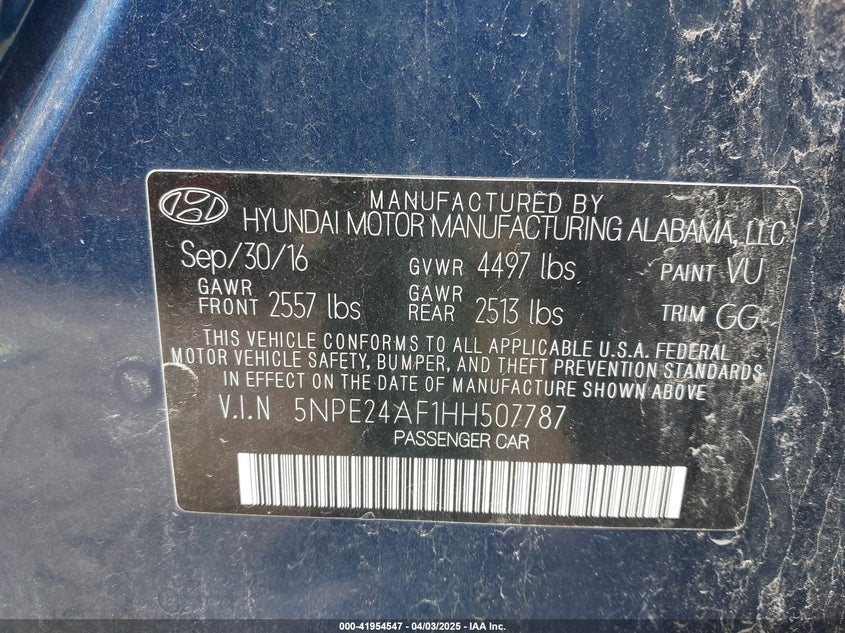 MANUFACTURED BY
HYUNDAI MOTOR MANUFACTURING ALABAMA, LLC
Sep/30/16 GVWR 4497 lbs PAINT VU
GAWR FRONT 2557 lbs GAWR REAR 2513 lbs TRIM GG
THIS VEHICLE CONFORMS TO ALL APPLICABLE U.S.A. FEDERAL
MOTOR VEHICLE SAFETY, BUMPER, AND THEFT PREVENTION STANDARDS
IN EFFECT ON THE DATE OF MANUFACTURE SHOWN ABOVE
V.I.N 5NPE24AF1HH507787
PASSENGER CAR
000-41954547 - 04/03/2025 - IAA Inc.